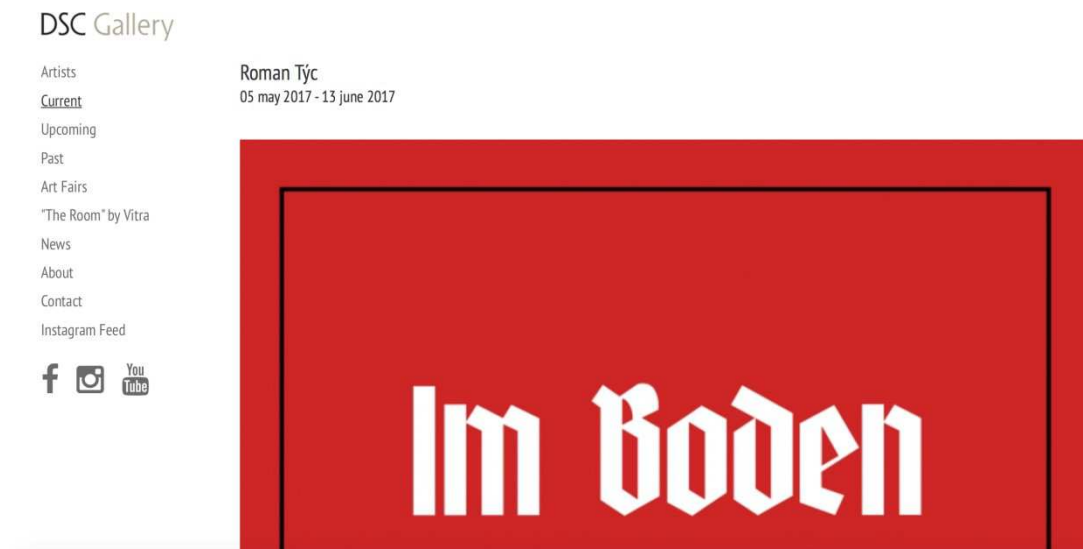 DSC Gallery
Artists
Current
Upcoming
Past
Art Fairs
"The Room" by Vitra
News
About
Contact
Instagram Feed
You
Tube
Roman Týc
05 may 2017 - 13 june 2017
Im Boden